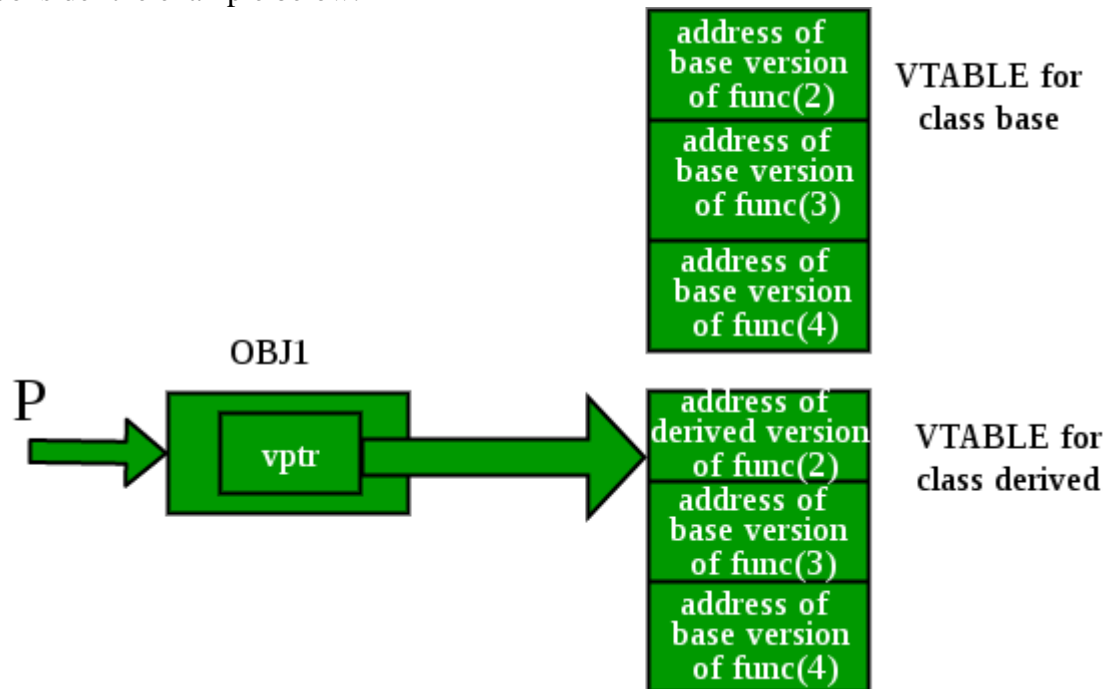 address of
base version
of func(2)
VTABLE for
class base
address of
base version
of func(3)
address of
base version
of func(4)
OBJ1
P
vptr
address of
derived version
of func(2)
VTABLE for
class derived
address of
base version
of func(3)
address of
base version
of func(4)